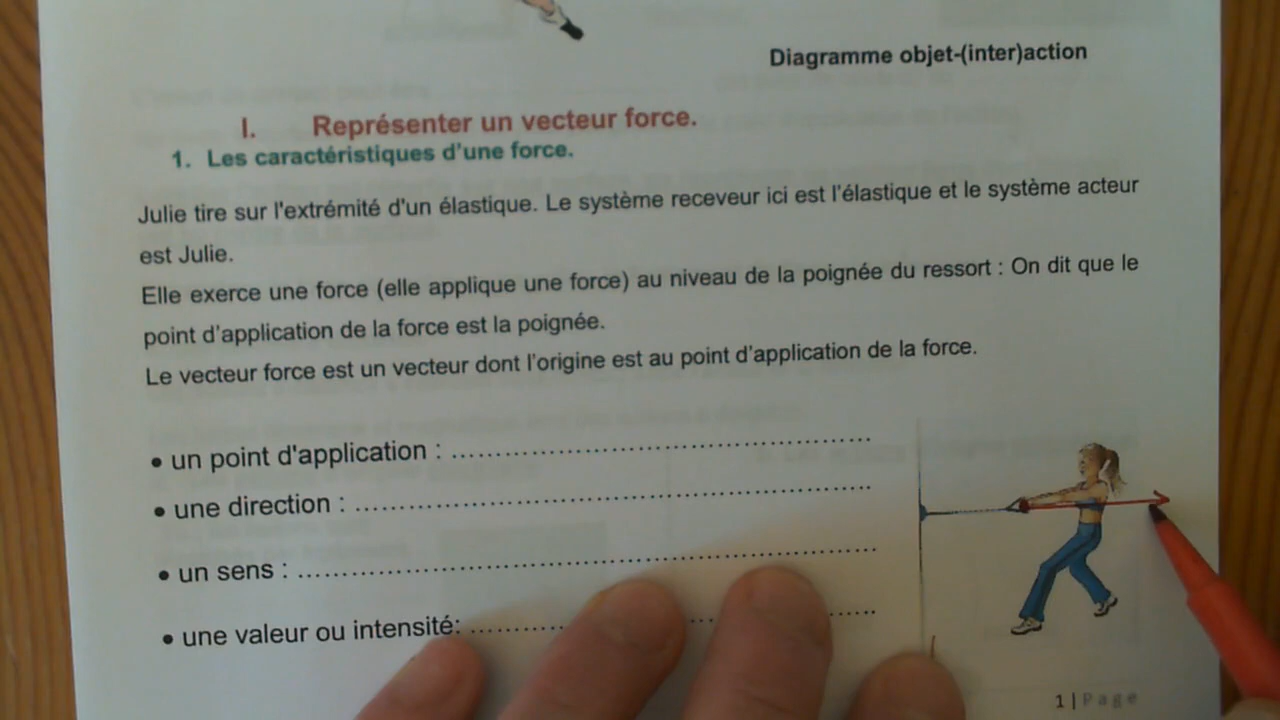 Diagramme objet-(inter)action
I. Représenter un vecteur force.
1. Les caractéristiques d'une force.
Julie tire sur l'extrémité d'un élastique. Le système receveur ici est l'élastique et le système acteur
est Julie.
Elle exerce une force (elle applique une force) au niveau de la poignée du ressort : On dit que le
point d'application de la force est la poignée.
Le vecteur force est un vecteur dont l'origine est au point d'application de la force.
• un point d'application : ......................................................
• une direction : ..................................................................
• un sens : .........................................................................
• une valeur ou intensité: ..................................................
1 | Page